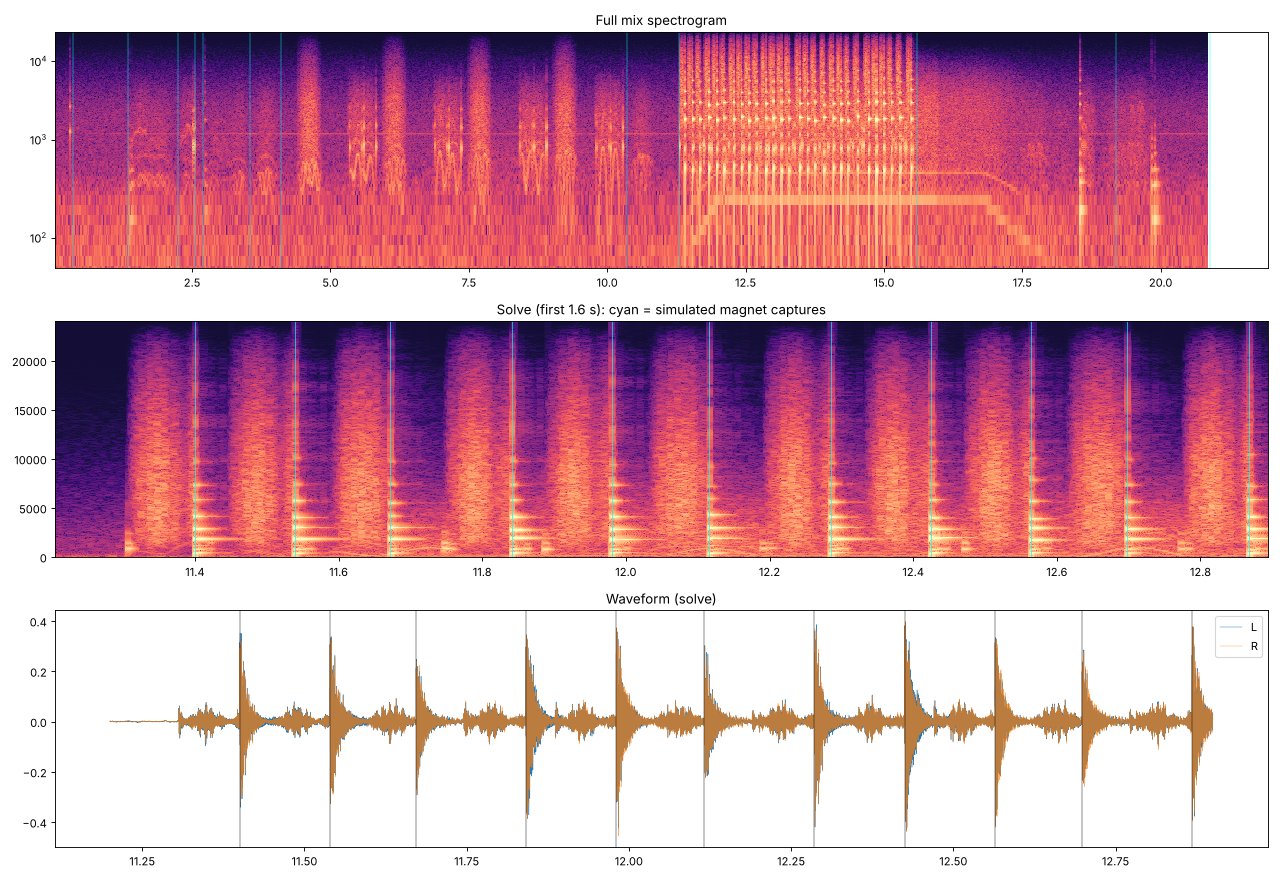 Full mix spectrogram
10⁴
10³
10²
2.5 5.0 7.5 10.0 12.5 15.0 17.5 20.0
Solve (first 1.6 s): cyan = simulated magnet captures
20000
15000
10000
5000
0
11.4 11.6 11.8 12.0 12.2 12.4 12.6 12.8
Waveform (solve)
0.4
0.2
0.0
−0.2
−0.4
L
R
11.25 11.50 11.75 12.00 12.25 12.50 12.75